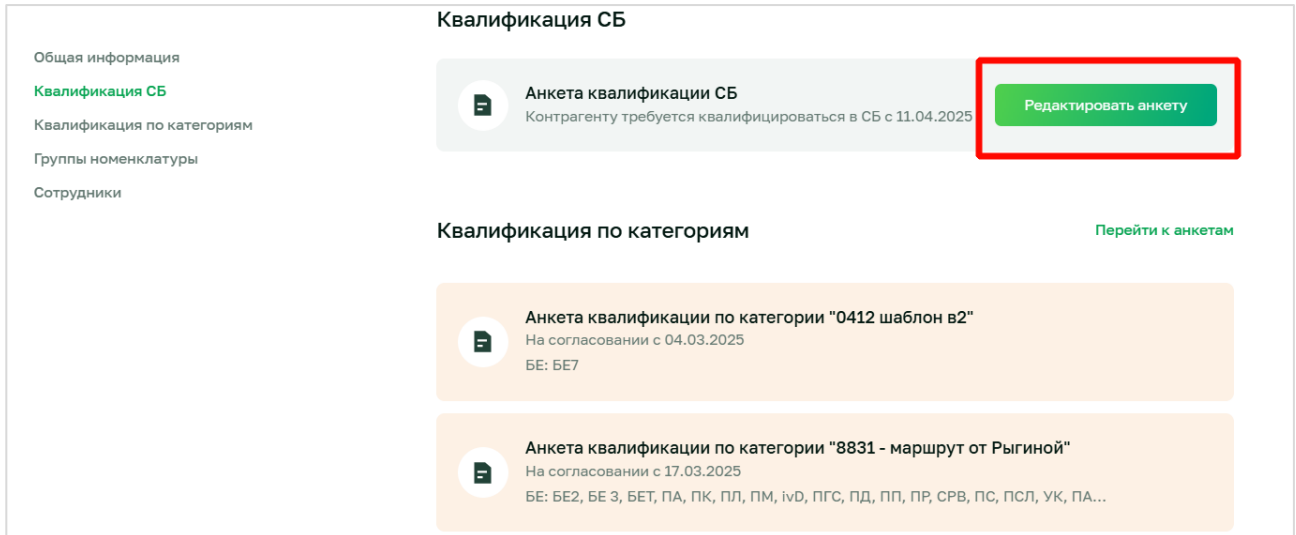 Общая информация
Квалификация СБ
Квалификация по категориям
Группы номенклатуры
Сотрудники
Квалификация СБ
Анкета квалификации СБ
Контрагенту требуется квалифицироваться в СБ с 11.04.2025
Редактировать анкету
Квалификация по категориям
Перейти к анкетам
Анкета квалификации по категории "0412 шаблон в2"
На согласовании с 04.03.2025
БЕ: БЕ7
Анкета квалификации по категории "8831 - маршрут от Рыгиной"
На согласовании с 17.03.2025
БЕ: БЕ2, БЕ 3, БЕТ, ПА, ПК, ПЛ, ПМ, ivD, ПГС, ПД, ПП, ПР, СРВ, ПС, ПСЛ, УК, ПА...